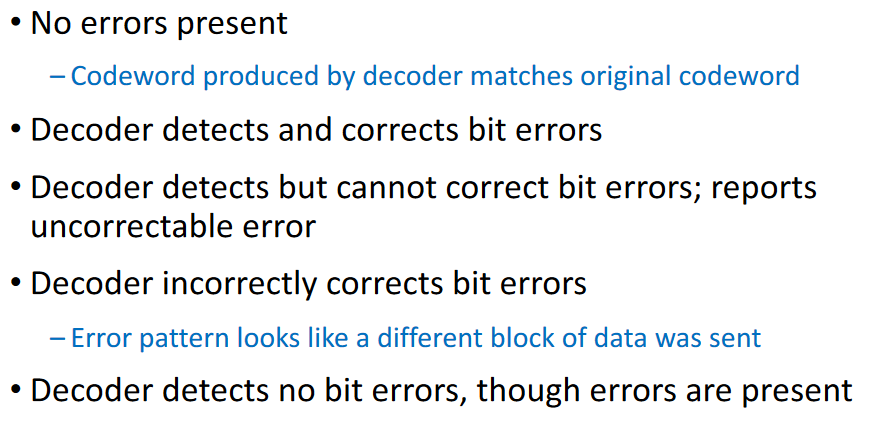 • No errors present
– Codeword produced by decoder matches original codeword
• Decoder detects and corrects bit errors
• Decoder detects but cannot correct bit errors; reports
uncorrectable error
• Decoder incorrectly corrects bit errors
– Error pattern looks like a different block of data was sent
• Decoder detects no bit errors, though errors are present